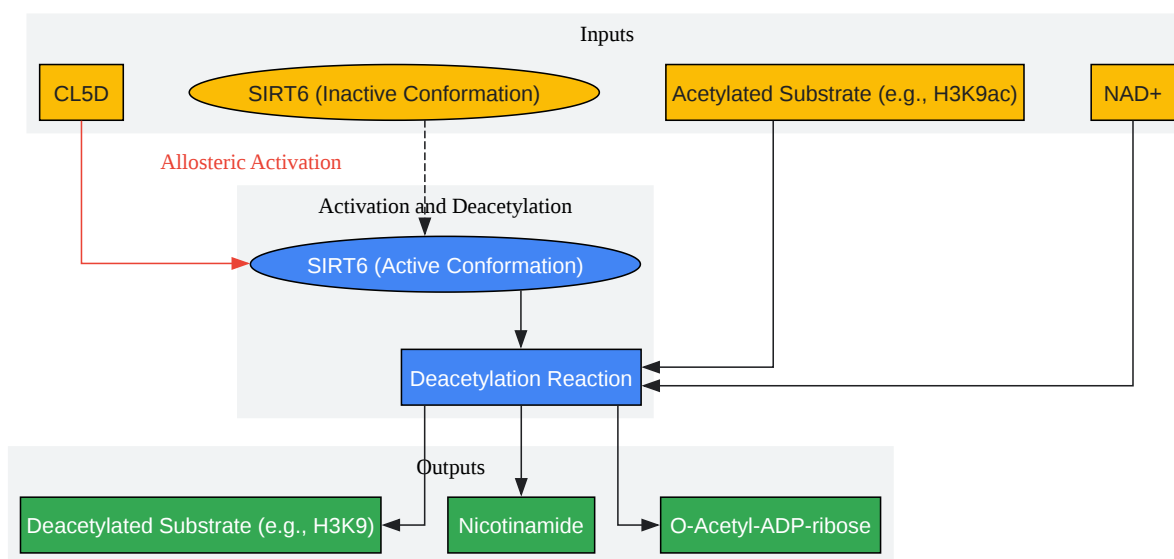 Inputs
CL5D
SIRT6 (Inactive Conformation)
Acetylated Substrate (e.g., H3K9ac)
NAD+
Allosteric Activation
Activation and Deacetylation
SIRT6 (Active Conformation)
Deacetylation Reaction
Outputs
Deacetylated Substrate (e.g., H3K9)
Nicotinamide
O-Acetyl-ADP-ribose